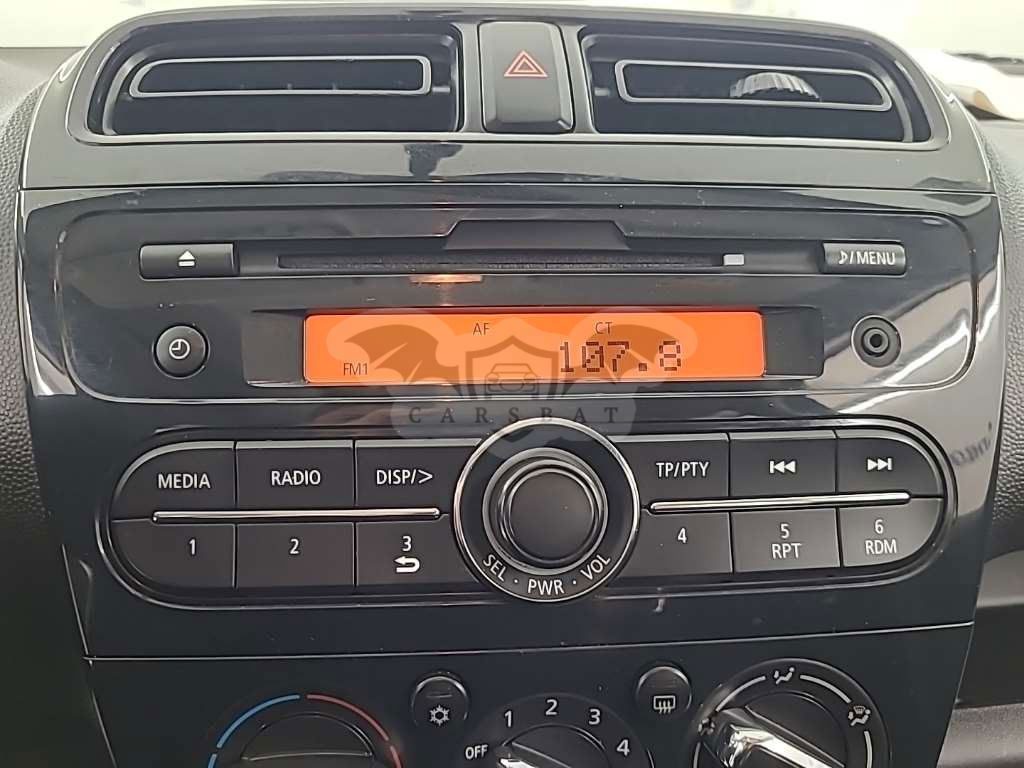 ♪/MENU
AF CT
FM1 107.8
CARSBAT
MEDIA RADIO DISP/> TP/PTY
1 2 3 4 5 6
RPT RDM
SEL · PWR · VOL
OFF 1 2 3 4